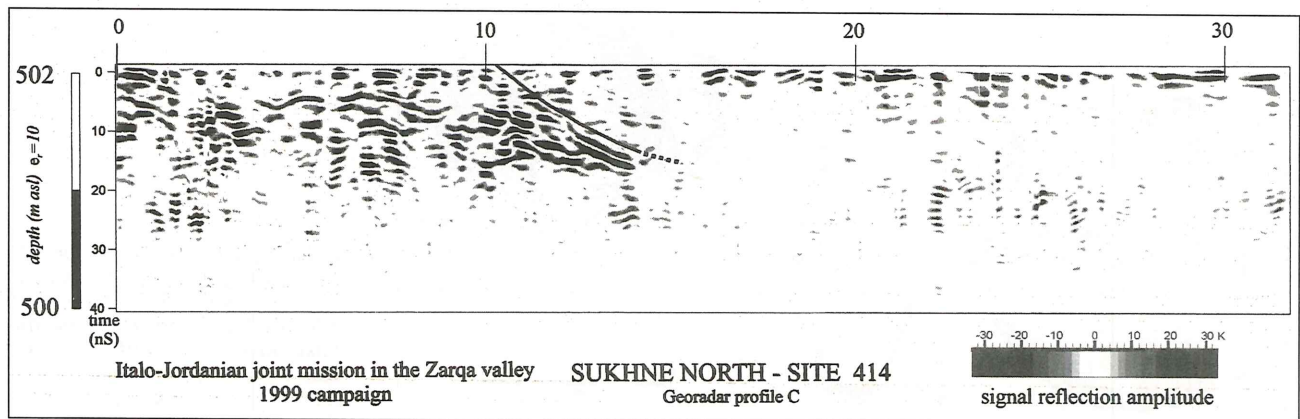 0 10 20 30
502
0
10
20
30
500
40
depth (m asl) e_r=10
time
(nS)
Italo-Jordanian joint mission in the Zarqa valley
1999 campaign
SUKHNE NORTH - SITE 414
Georadar profile C
-30 -20 -10 0 10 20 30 K
signal reflection amplitude